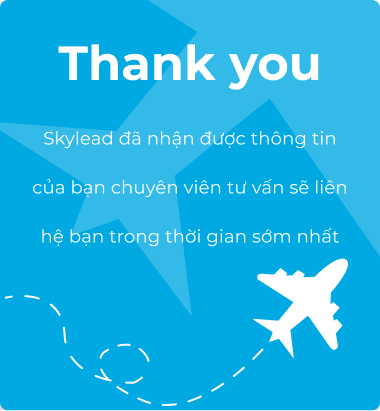 Thank you
Skylead đã nhận được thông tin
của bạn chuyên viên tư vấn sẽ liên
hệ bạn trong thời gian sớm nhất